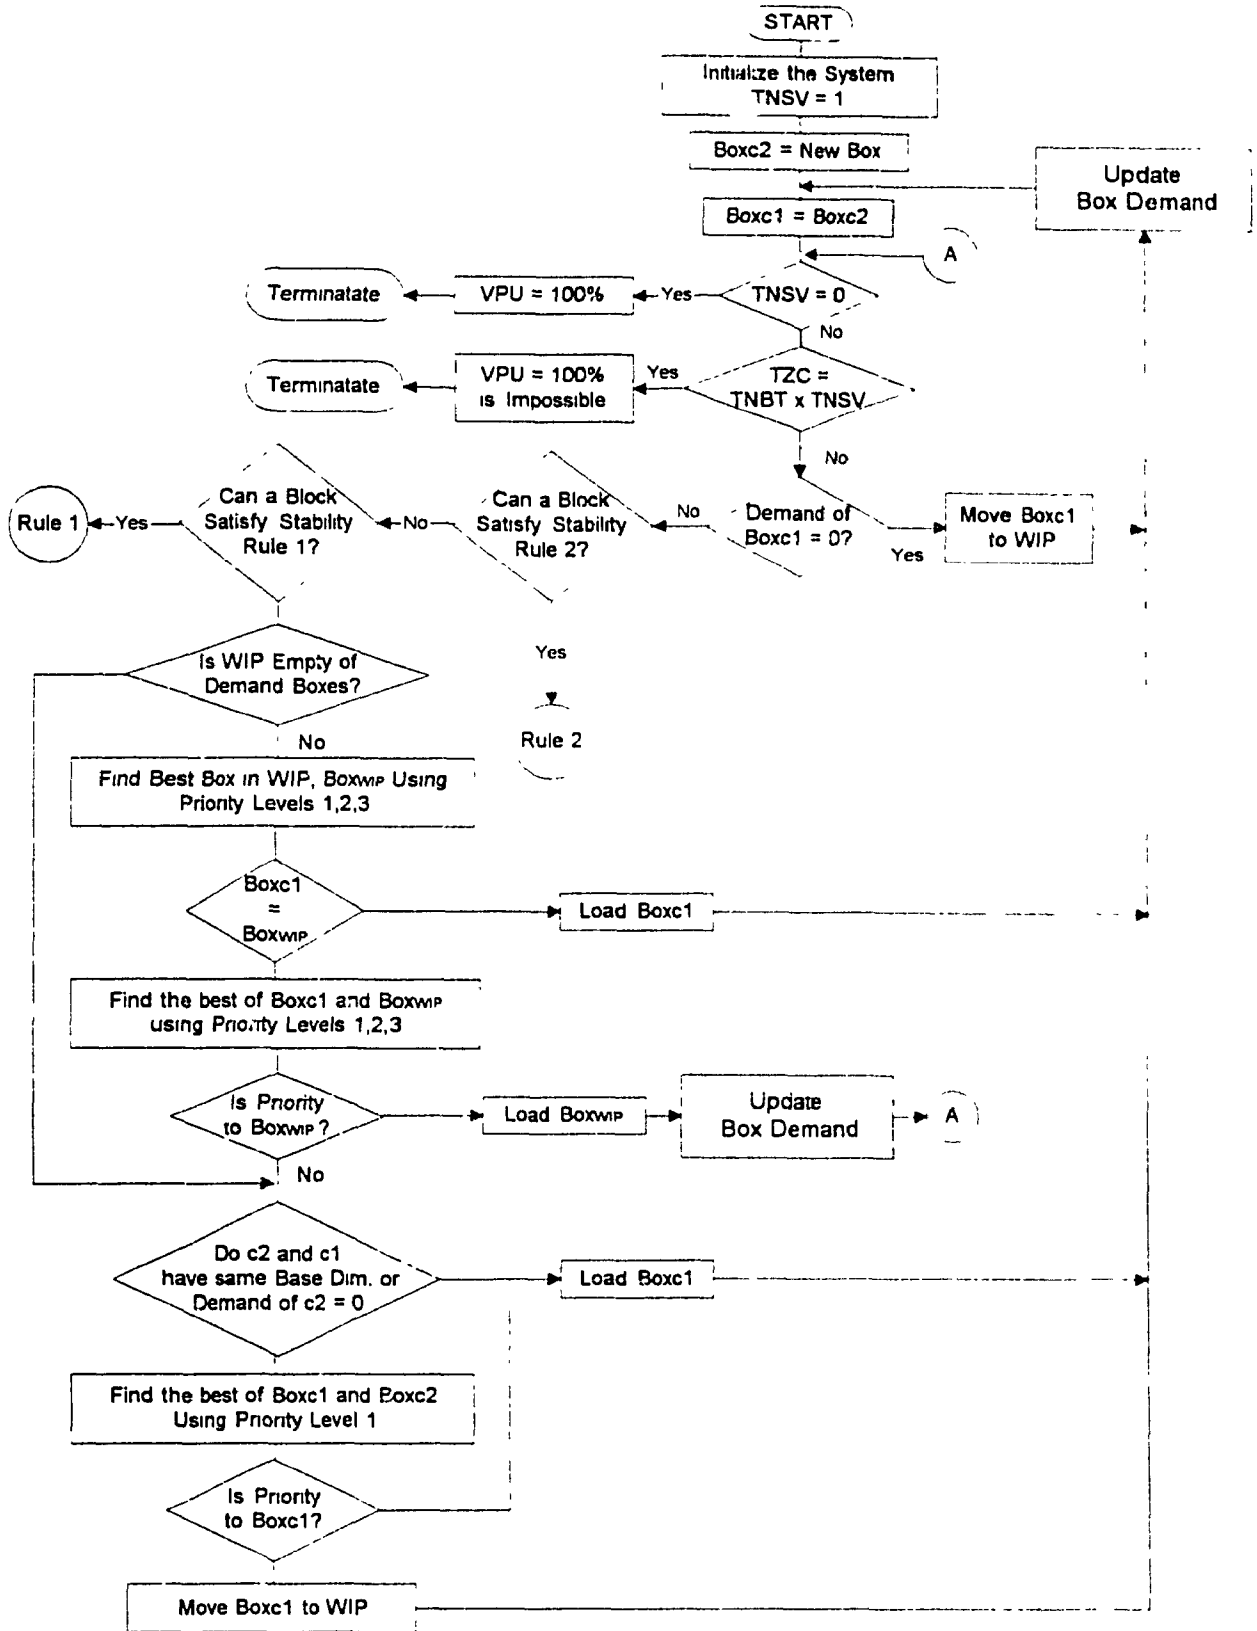 START
Initialize the System
TNSV = 1
Boxc2 = New Box
Update
Box Demand
Boxc1 = Boxc2
A
Terminatate
VPU = 100%
Yes
TNSV = 0
No
Terminatate
VPU = 100%
is Impossible
Yes
TZC =
TNBT x TNSV
No
Rule 1
Yes
Can a Block
Satisfy Stability
Rule 1?
No
Can a Block
Satisfy Stability
Rule 2?
No
Demand of
Boxc1 = 0?
Yes
Move Boxc1
to WIP
Is WIP Empty of
Demand Boxes?
Yes
Rule 2
No
Find Best Box in WIP, BoxWIP Using
Priority Levels 1,2,3
Boxc1
=
BoxWIP
Load Boxc1
Find the best of Boxc1 and BoxWIP
using Priority Levels 1,2,3
Is Priority
to BoxWIP?
Load BoxWIP
Update
Box Demand
A
No
Do c2 and c1
have same Base Dim. or
Demand of c2 = 0
Load Boxc1
Find the best of Boxc1 and Boxc2
Using Priority Level 1
Is Priority
to Boxc1?
Move Boxc1 to WIP